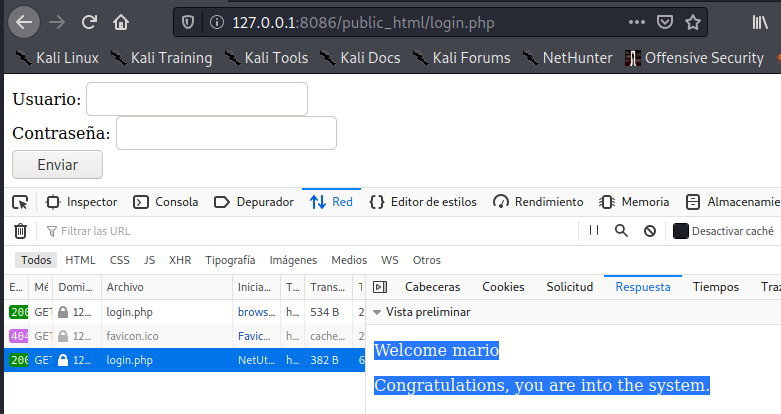 127.0.0.1:8086/public_html/login.php
Kali Linux Kali Training Kali Tools Kali Docs Kali Forums NetHunter Offensive Security
Usuario:
Contraseña:
Enviar
Inspector Consola Depurador Red Editor de estilos Rendimiento Memoria Almacenamie
Filtrar las URL Desactivar caché
Todos HTML CSS JS XHR Tipografía Imágenes Medios WS Otros
E... Mé Domi... Archivo Inicia... T... Trans... T Cabeceras Cookies Solicitud Respuesta Tiempos Traza
200 GET 12... login.php brows... h... 534 B 2 Vista preliminar
404 GET 12... favicon.ico Favic... h... cache... 2
Welcome mario
200 GET 12... login.php NetUt... h... 382 B 6
Congratulations, you are into the system.